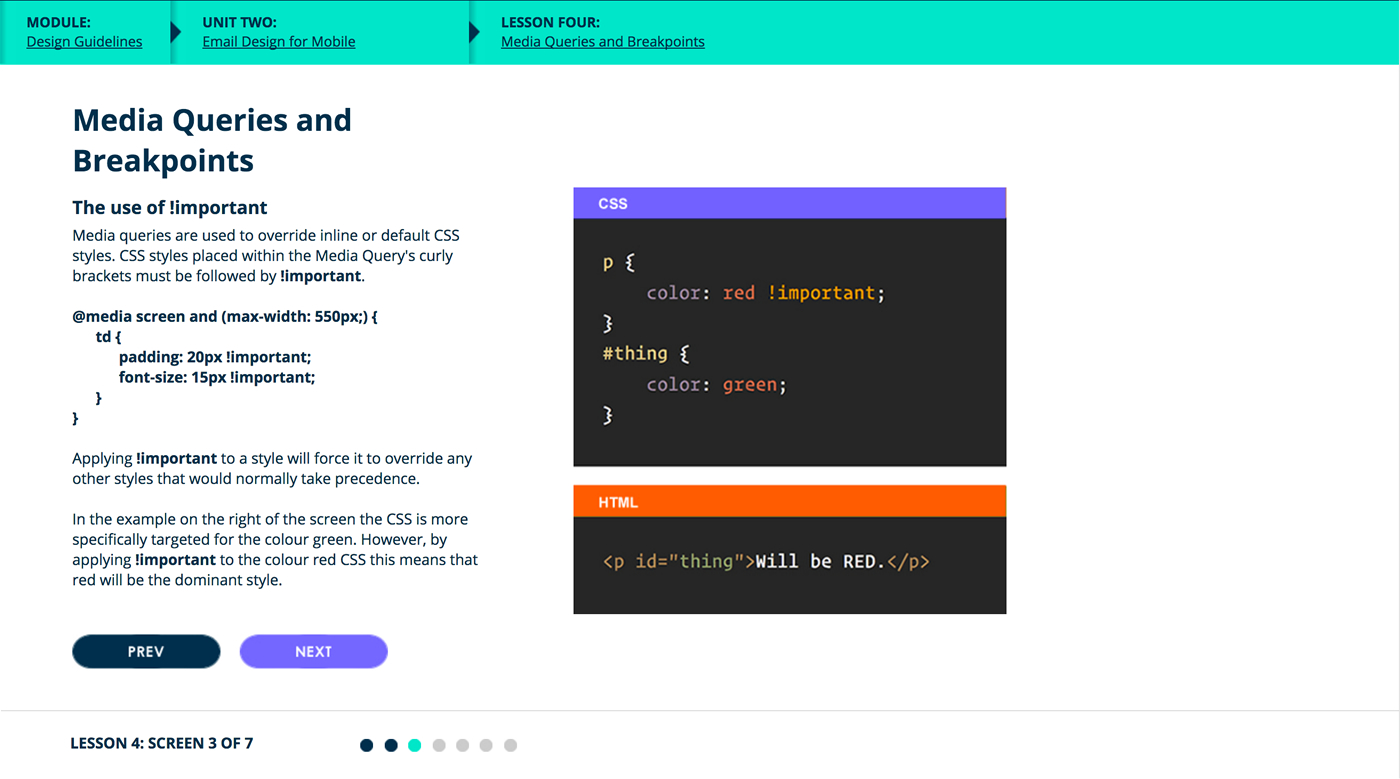 MODULE:
Design Guidelines
UNIT TWO:
Email Design for Mobile
LESSON FOUR:
Media Queries and Breakpoints
Media Queries and
Breakpoints
The use of !important
Media queries are used to override inline or default CSS
styles. CSS styles placed within the Media Query's curly
brackets must be followed by !important.
@media screen and (max-width: 550px;) {
td {
padding: 20px !important;
font-size: 15px !important;
}
}
Applying !important to a style will force it to override any
other styles that would normally take precedence.
In the example on the right of the screen the CSS is more
specifically targeted for the colour green. However, by
applying !important to the colour red CSS this means that
red will be the dominant style.
CSS
p {
color: red !important;
}
#thing {
color: green;
}
HTML
<p id="thing">Will be RED.</p>
PREV
NEXT
LESSON 4: SCREEN 3 OF 7